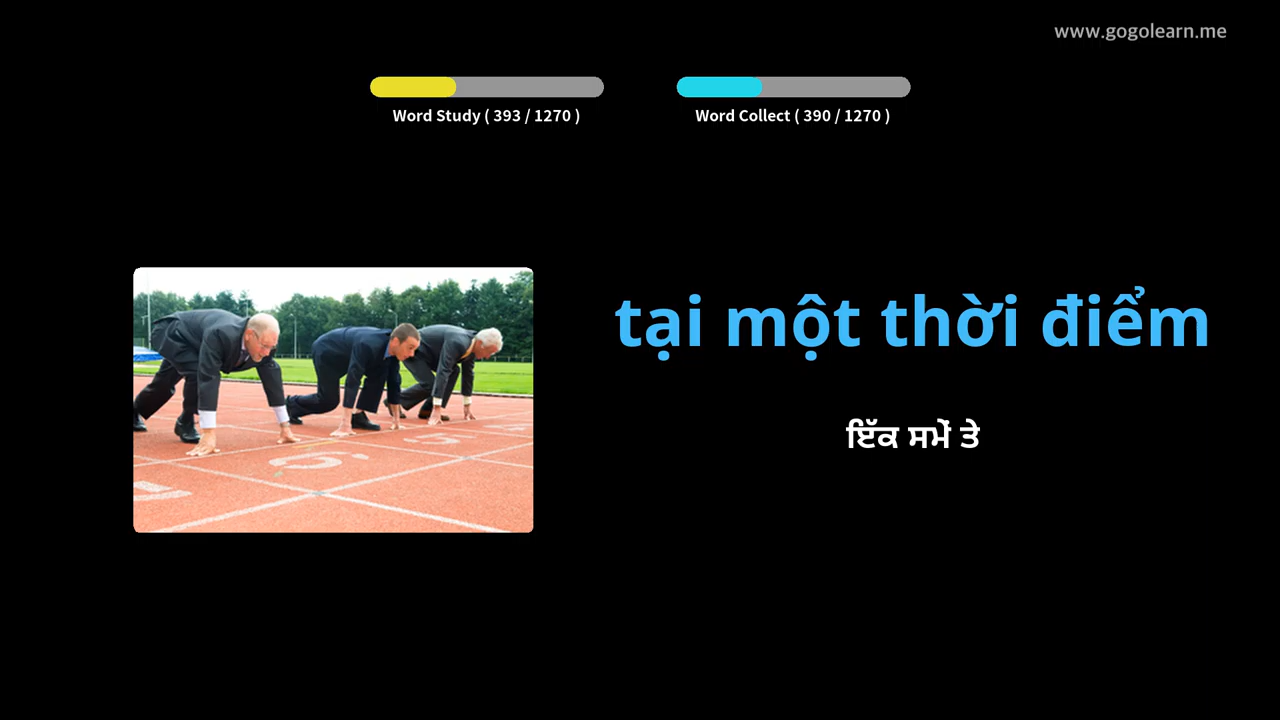 www.gogolearn.me
Word Study ( 393 / 1270 )
Word Collect ( 390 / 1270 )
tại một thời điểm
ਇੱਕ ਸਮੇਂ ਤੇ